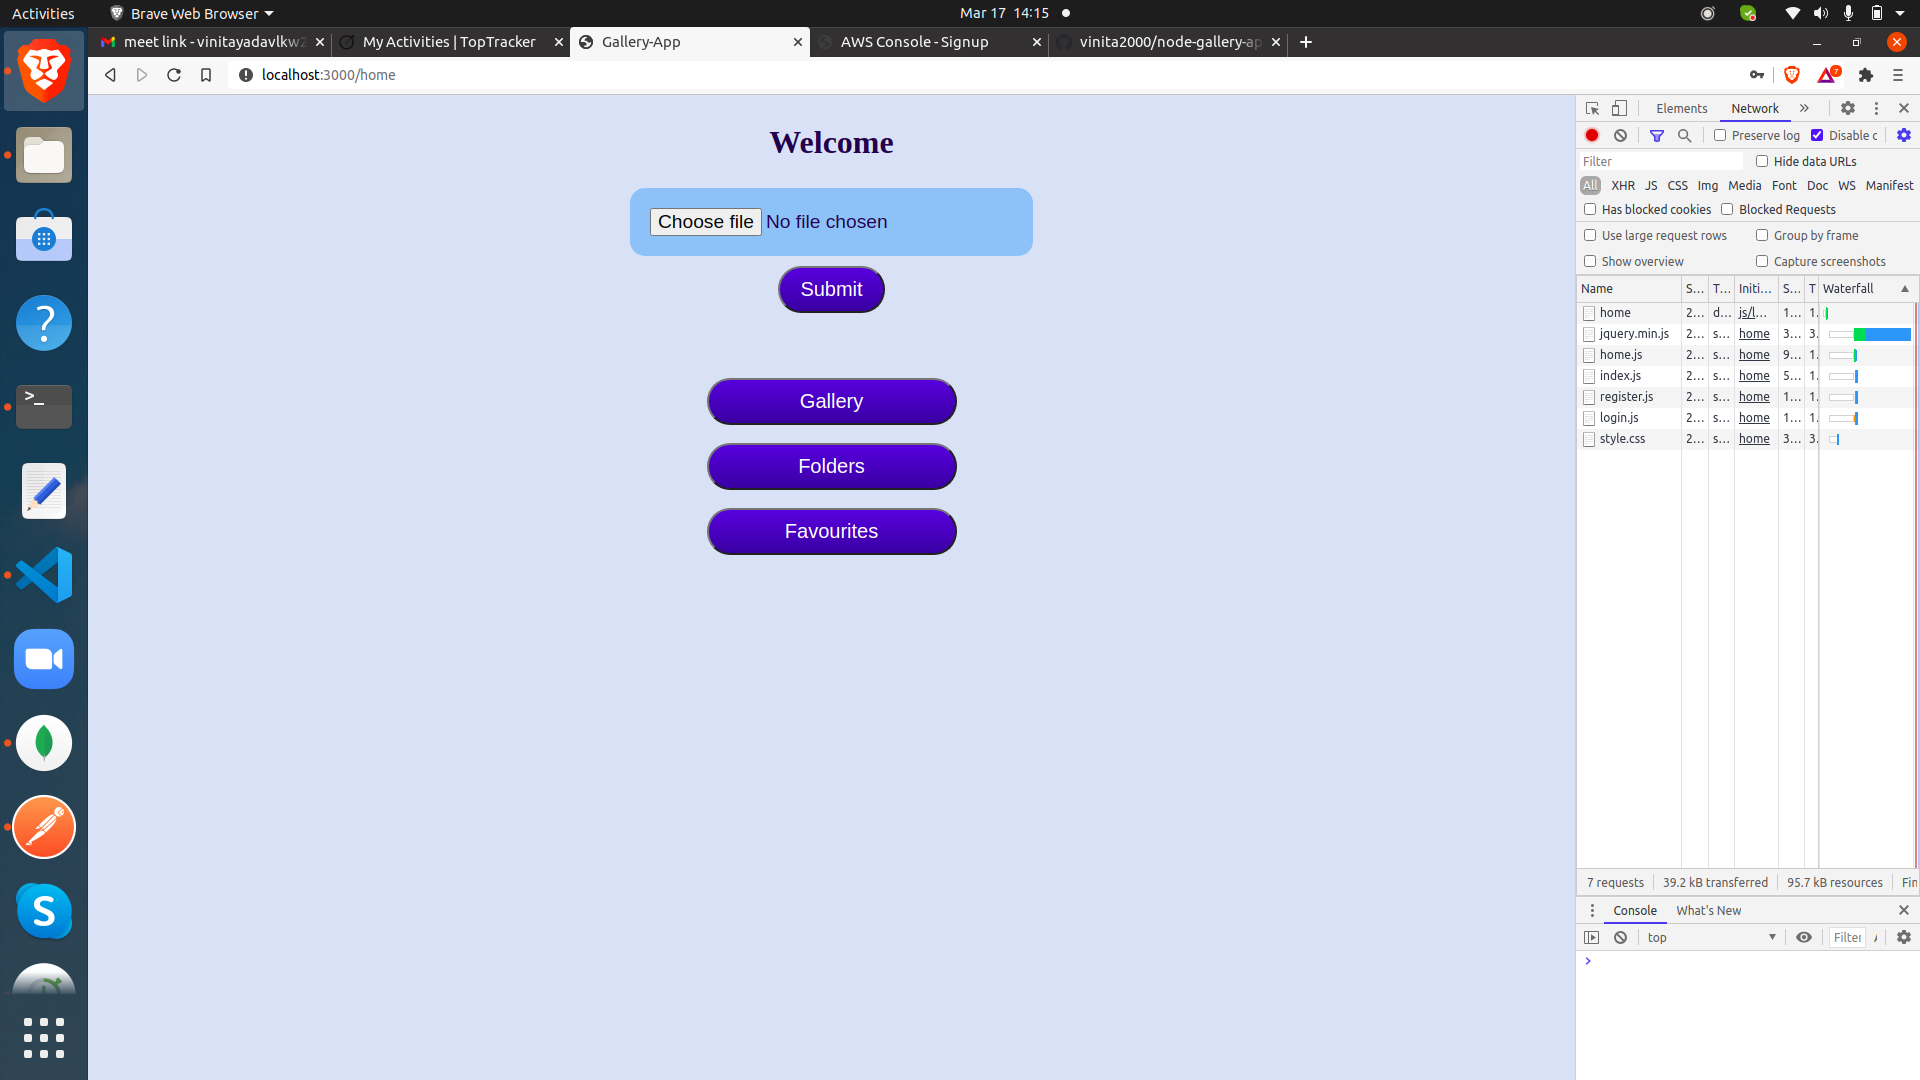 Activities
Brave Web Browser
Mar 17 14:15
meet link - vinitayadavlkw2
My Activities | TopTracker
Gallery-App
AWS Console - Signup
vinita2000/node-gallery-ap
localhost:3000/home
7
Welcome
Choose file No file chosen
Submit
Gallery
Folders
Favourites
Elements Network
Preserve log Disable c
Filter Hide data URLs
All XHR JS CSS Img Media Font Doc WS Manifest
Has blocked cookies Blocked Requests
Use large request rows Group by frame
Show overview Capture screenshots
Name S... T... Initi... S... T Waterfall
home 2... d... js/l... 1... 1.
jquery.min.js 2... s... home 3... 3.
home.js 2... s... home 9... 1.
index.js 2... s... home 5... 1.
register.js 2... s... home 1... 1.
login.js 2... s... home 1... 1.
style.css 2... s... home 3... 3.
7 requests 39.2 kB transferred 95.7 kB resources Fin
Console What's New
top Filter